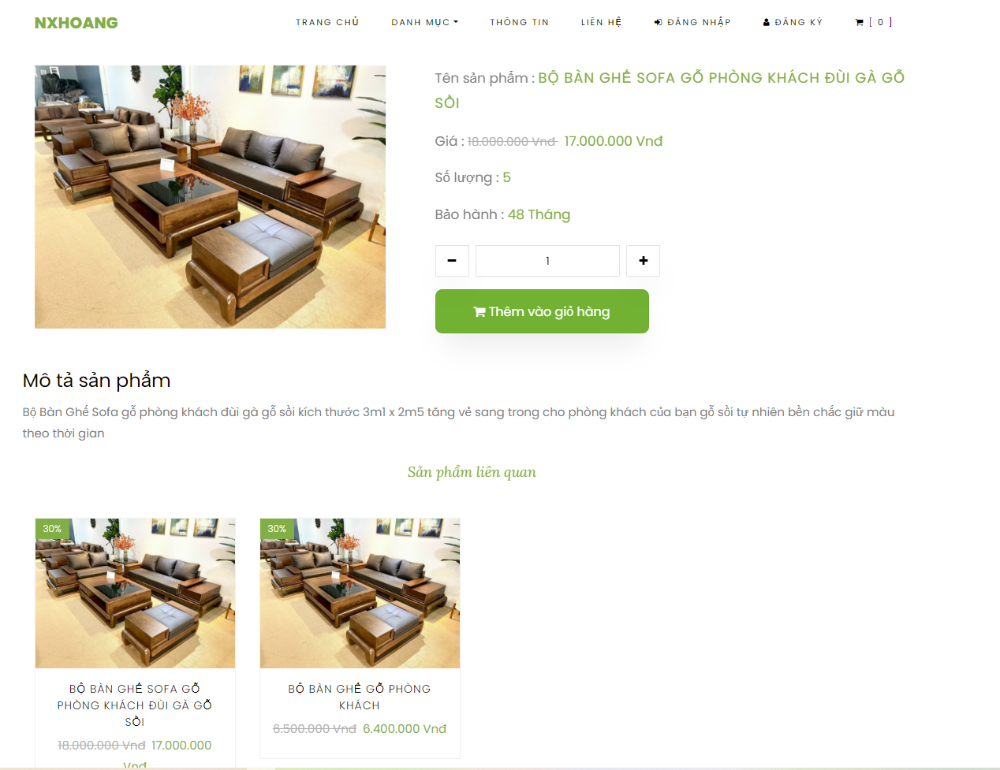 NXHOANG
TRANG CHỦ
DANH MỤC
THÔNG TIN
LIÊN HỆ
ĐĂNG NHẬP
ĐĂNG KÝ
[ 0 ]
Tên sản phẩm : BỘ BÀN GHẾ SOFA GỖ PHÒNG KHÁCH ĐÙI GÀ GỖ
SỒI
Giá : 18.000.000 Vnđ 17.000.000 Vnđ
Số lượng : 5
Bảo hành : 48 Tháng
1
Thêm vào giỏ hàng
Mô tả sản phẩm
Bộ Bàn Ghế Sofa gỗ phòng khách đùi gà gỗ sồi kích thước 3m1 x 2m5 tăng vẻ sang trong cho phòng khách của bạn gỗ sồi tự nhiên bền chắc giữ màu
theo thời gian
Sản phẩm liên quan
30%
BỘ BÀN GHẾ SOFA GỖ
PHÒNG KHÁCH ĐÙI GÀ GỖ
SỒI
18.000.000 Vnđ 17.000.000
Vnđ
30%
BỘ BÀN GHẾ GỖ PHÒNG
KHÁCH
6.500.000 Vnđ 6.400.000 Vnđ